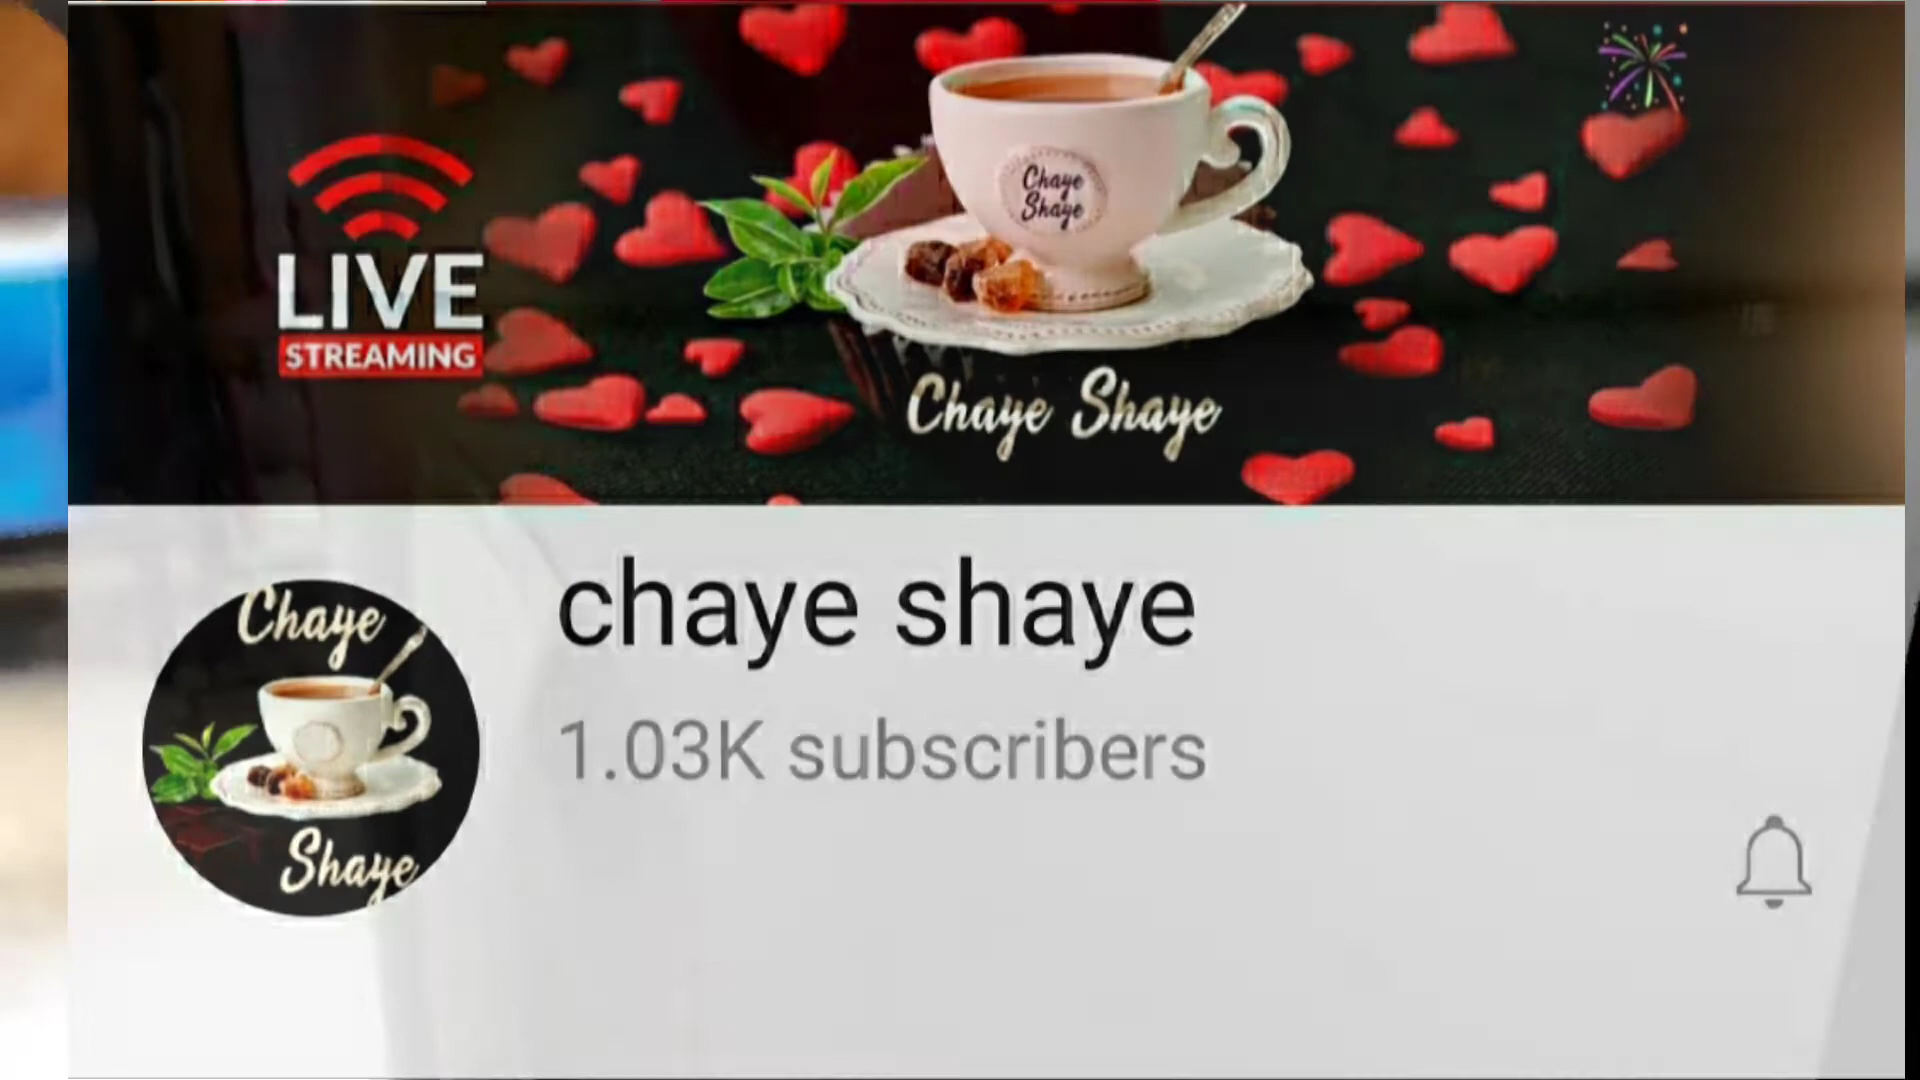 LIVE
STREAMING
Chaye
Shaye
Chaye Shaye
Chaye
Shaye
chaye shaye
1.03K subscribers